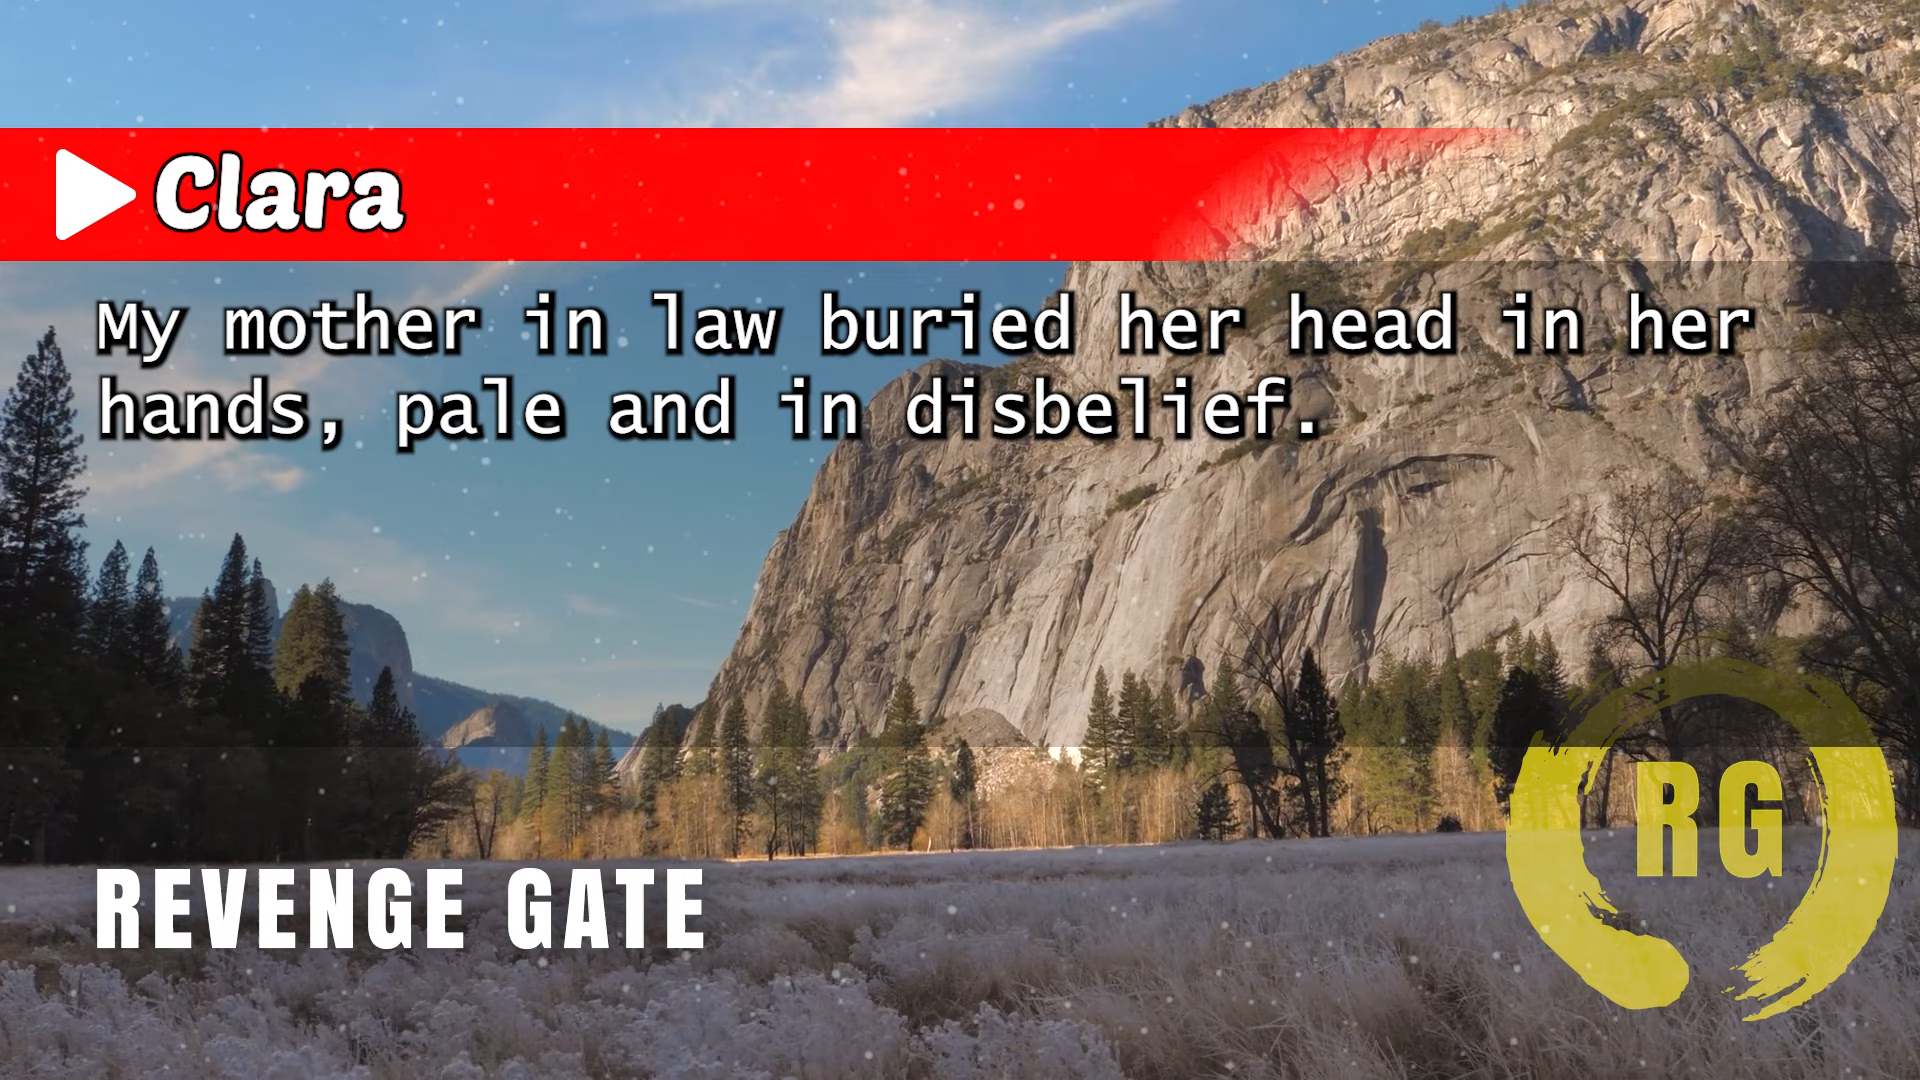 Clara
My mother in law buried her head in her
hands, pale and in disbelief.
REVENGE GATE
RG